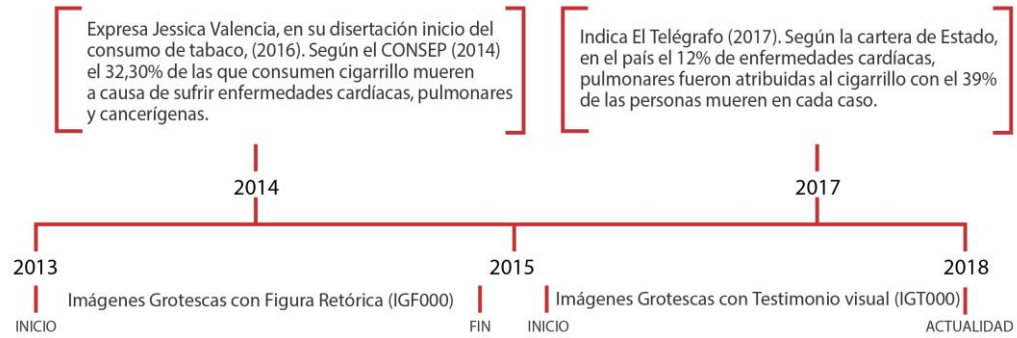 Expresa Jessica Valencia, en su disertación inicio del
consumo de tabaco, (2016). Según el CONSEP (2014)
el 32,30% de las que consumen cigarrillo mueren
a causa de sufrir enfermedades cardíacas, pulmonares
y cancerígenas.
Indica El Telégrafo (2017). Según la cartera de Estado,
en el país el 12% de enfermedades cardíacas,
pulmonares fueron atribuidas al cigarrillo con el 39%
de las personas mueren en cada caso.
2014
2017
2013
2015
2018
Imágenes Grotescas con Figura Retórica (IGF000)
Imágenes Grotescas con Testimonio visual (IGT000)
INICIO
FIN
INICIO
ACTUALIDAD